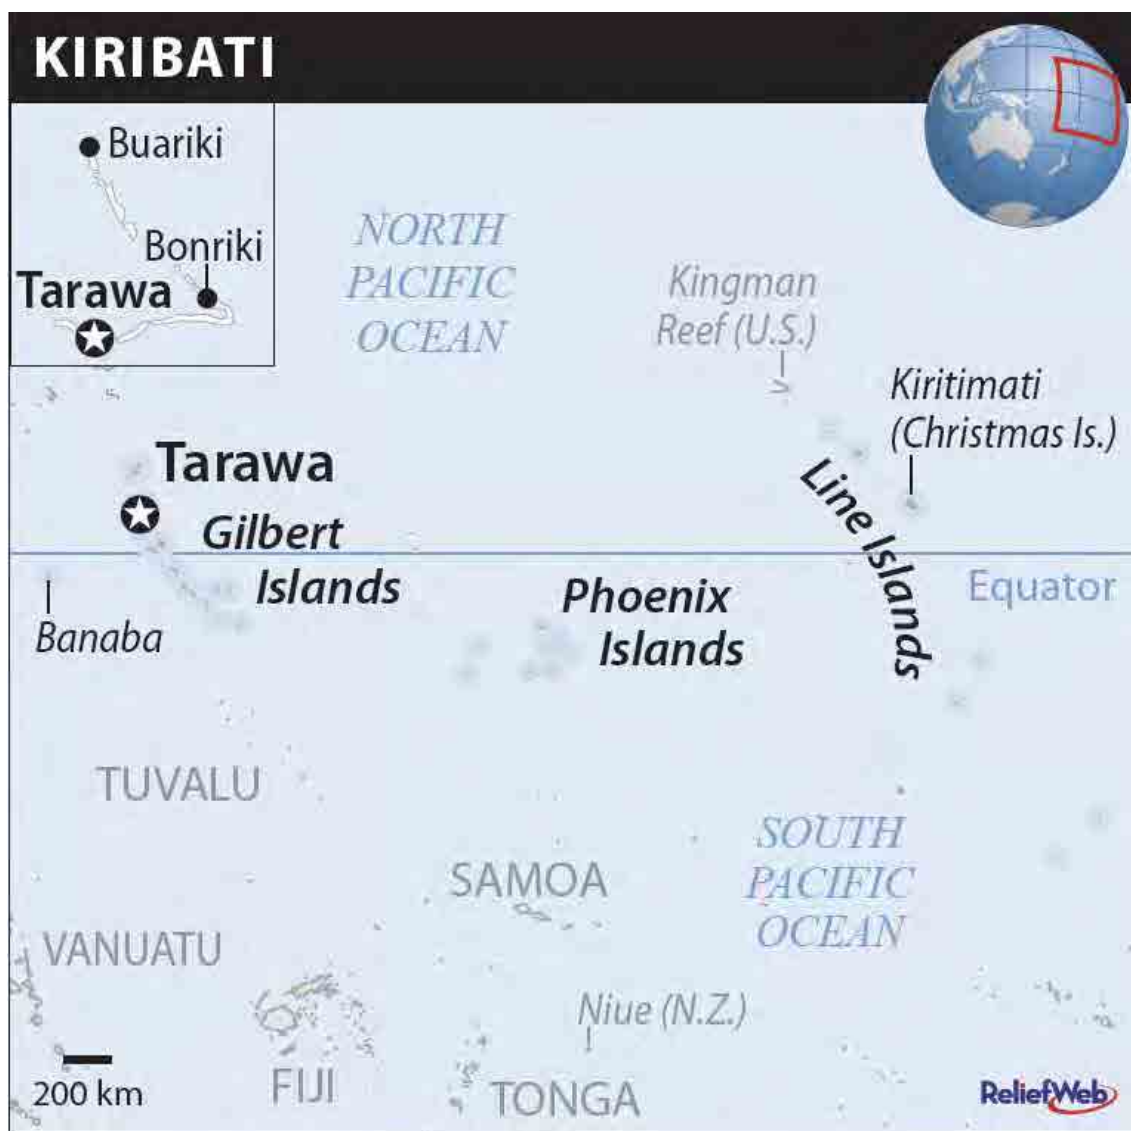 KIRIBATI
Buariki
Bonriki
Tarawa
NORTH
PACIFIC
OCEAN
Kingman
Reef (U.S.)
Kiritimati
(Christmas Is.)
Tarawa
Gilbert
Islands
Line Islands
Equator
Banaba
Phoenix
Islands
TUVALU
SAMOA
SOUTH
PACIFIC
OCEAN
VANUATU
Niue (N.Z.)
FIJI
TONGA
200 km
ReliefWeb